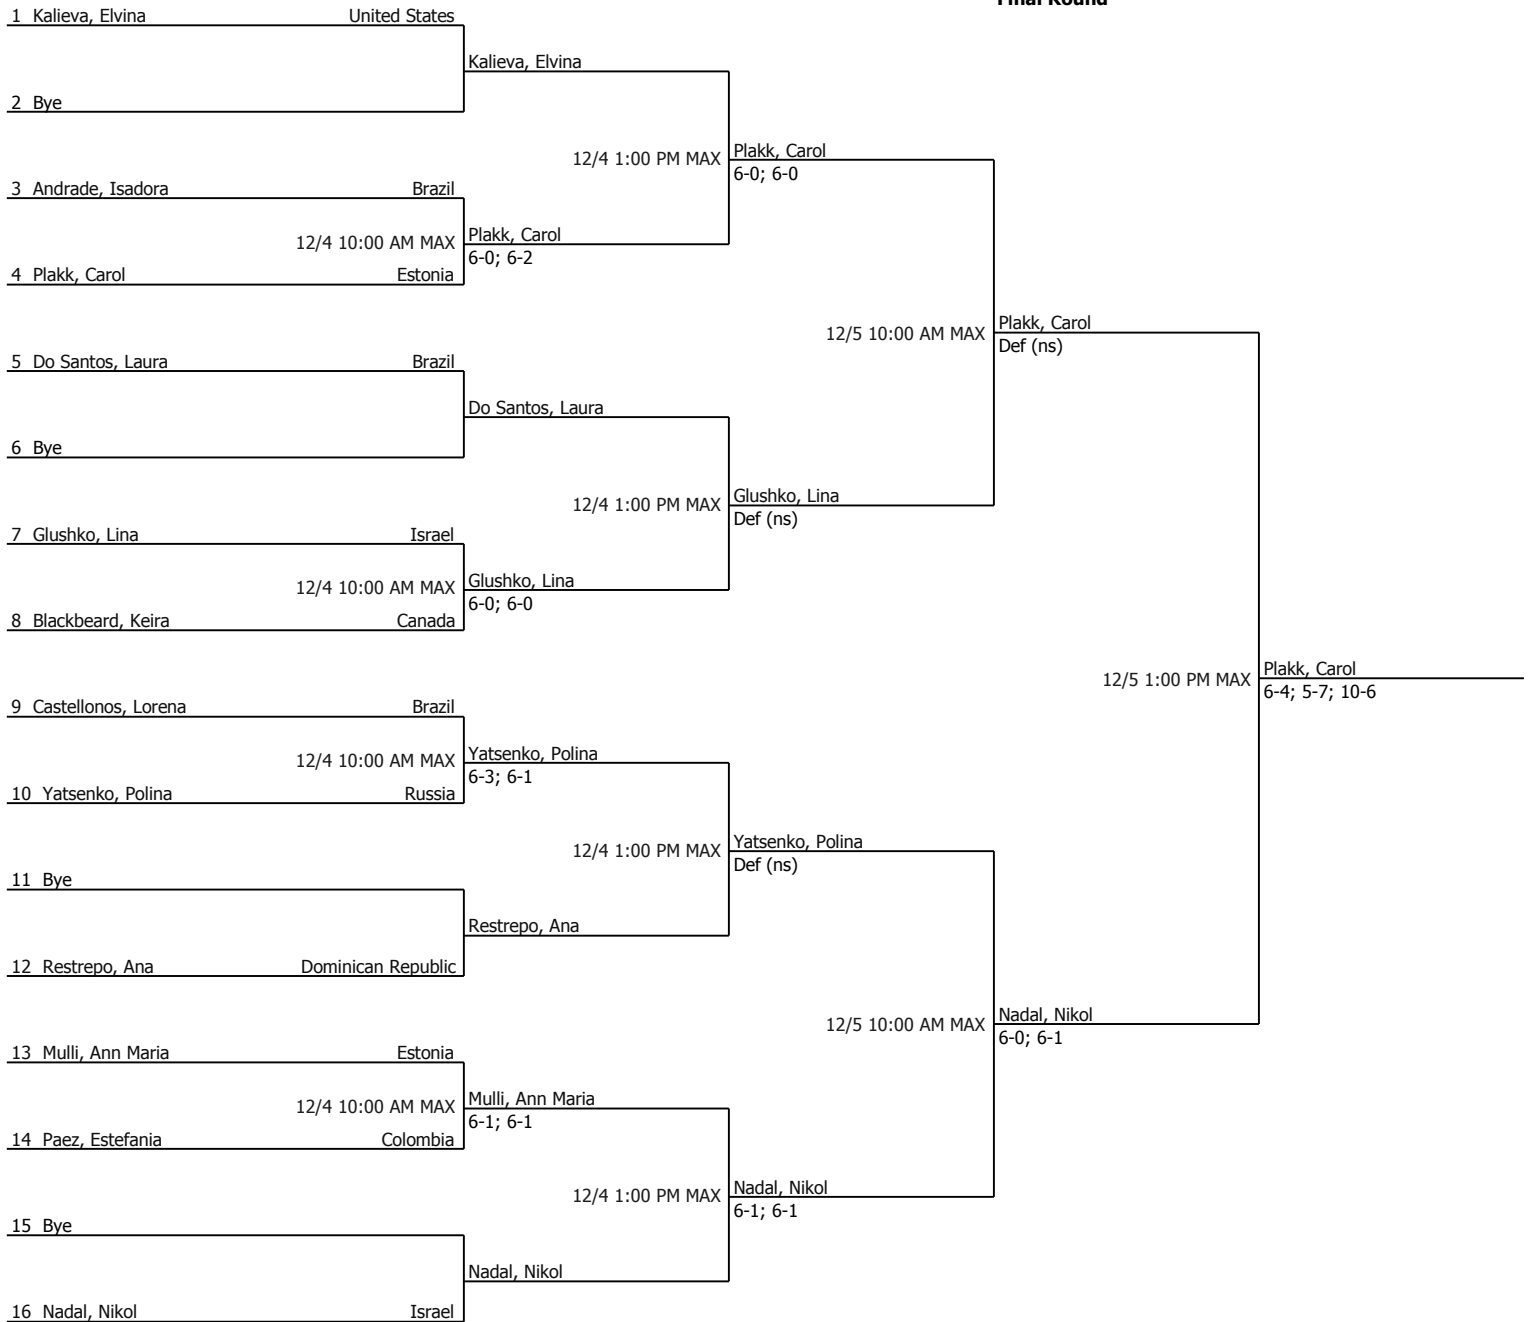 Final Round
1 Kalieva, Elvina United States
Kalieva, Elvina
2 Bye
12/4 1:00 PM MAX Plakk, Carol
6-0; 6-0
3 Andrade, Isadora Brazil
12/4 10:00 AM MAX Plakk, Carol
6-0; 6-2
4 Plakk, Carol Estonia
12/5 10:00 AM MAX Plakk, Carol
Def (ns)
5 Do Santos, Laura Brazil
Do Santos, Laura
6 Bye
12/4 1:00 PM MAX Glushko, Lina
Def (ns)
7 Glushko, Lina Israel
12/4 10:00 AM MAX Glushko, Lina
6-0; 6-0
8 Blackbeard, Keira Canada
12/5 1:00 PM MAX Plakk, Carol
6-4; 5-7; 10-6
9 Castellonos, Lorena Brazil
12/4 10:00 AM MAX Yatsenko, Polina
6-3; 6-1
10 Yatsenko, Polina Russia
12/4 1:00 PM MAX Yatsenko, Polina
Def (ns)
11 Bye
Restrepo, Ana
12 Restrepo, Ana Dominican Republic
12/5 10:00 AM MAX Nadal, Nikol
6-0; 6-1
13 Mulli, Ann Maria Estonia
12/4 10:00 AM MAX Mulli, Ann Maria
6-1; 6-1
14 Paez, Estefania Colombia
12/4 1:00 PM MAX Nadal, Nikol
6-1; 6-1
15 Bye
Nadal, Nikol
16 Nadal, Nikol Israel